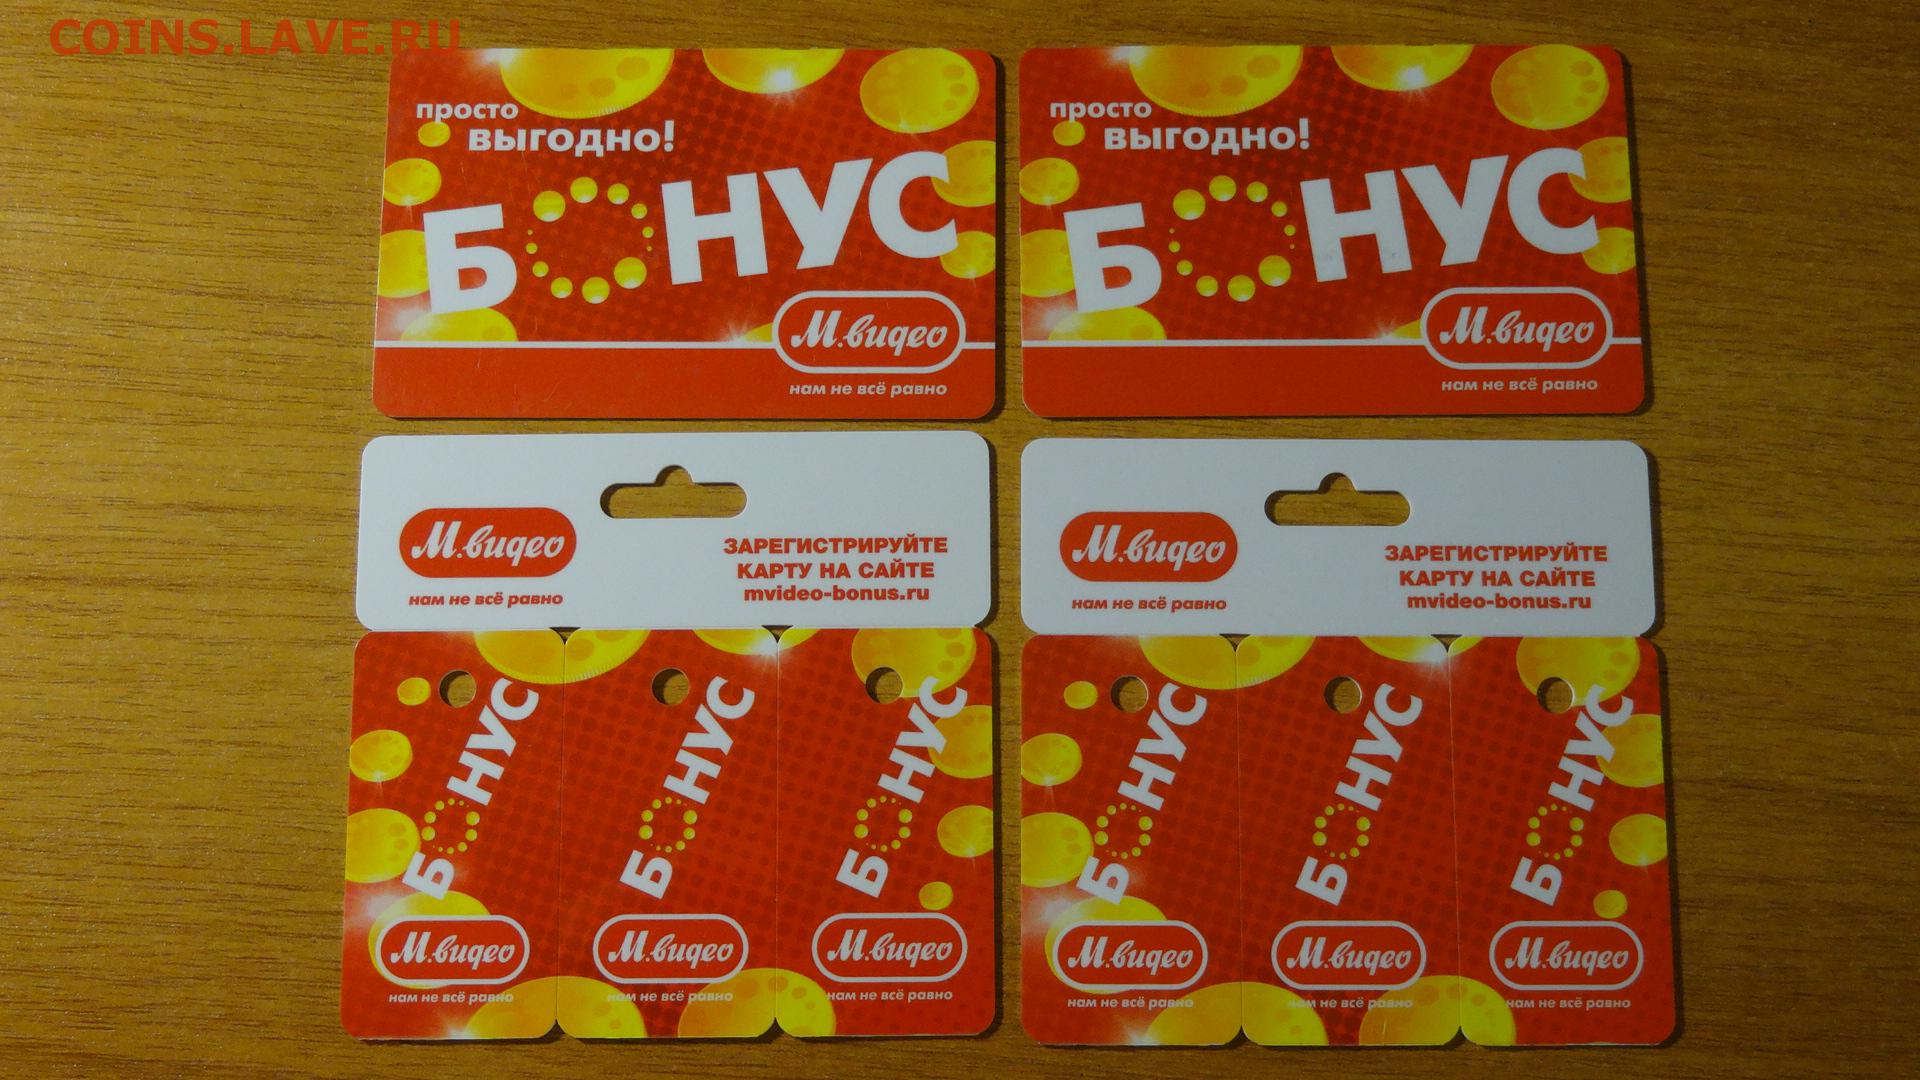 COINS.LAVE.RU
просто
выгодно!
БОНУС
М.видео
нам не всё равно
просто
выгодно!
БОНУС
М.видео
нам не всё равно
М.видео
нам не всё равно
ЗАРЕГИСТРИРУЙТЕ
КАРТУ НА САЙТЕ
mvideo-bonus.ru
М.видео
нам не всё равно
ЗАРЕГИСТРИРУЙТЕ
КАРТУ НА САЙТЕ
mvideo-bonus.ru
БОНУС
М.видео
нам не всё равно
БОНУС
М.видео
нам не всё равно
БОНУС
М.видео
нам не всё равно
БОНУС
М.видео
нам не всё равно
БОНУС
М.видео
нам не всё равно
БОНУС
М.видео
нам не всё равно